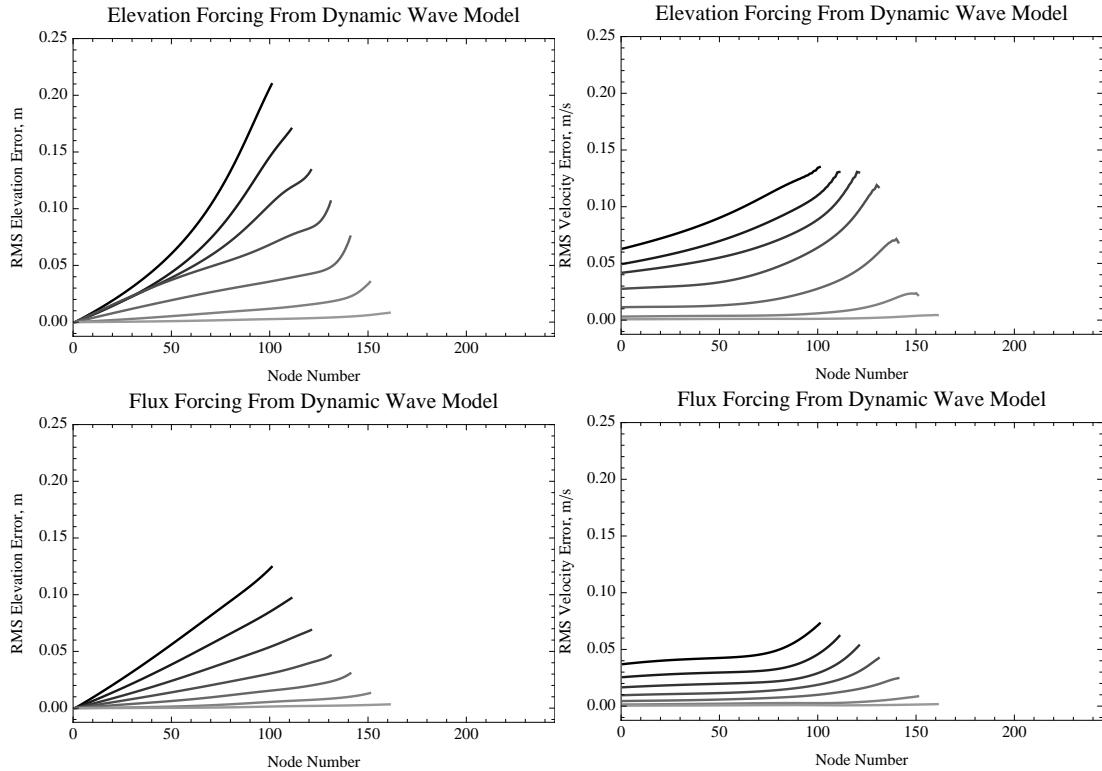 Elevation Forcing From Dynamic Wave Model
RMS Elevation Error, m
0.25
0.20
0.15
0.10
0.05
0.00
0 50 100 150 200
Node Number
Elevation Forcing From Dynamic Wave Model
RMS Velocity Error, m/s
0.25
0.20
0.15
0.10
0.05
0.00
0 50 100 150 200
Node Number
Flux Forcing From Dynamic Wave Model
RMS Elevation Error, m
0.25
0.20
0.15
0.10
0.05
0.00
0 50 100 150 200
Node Number
Flux Forcing From Dynamic Wave Model
RMS Velocity Error, m/s
0.25
0.20
0.15
0.10
0.05
0.00
0 50 100 150 200
Node Number